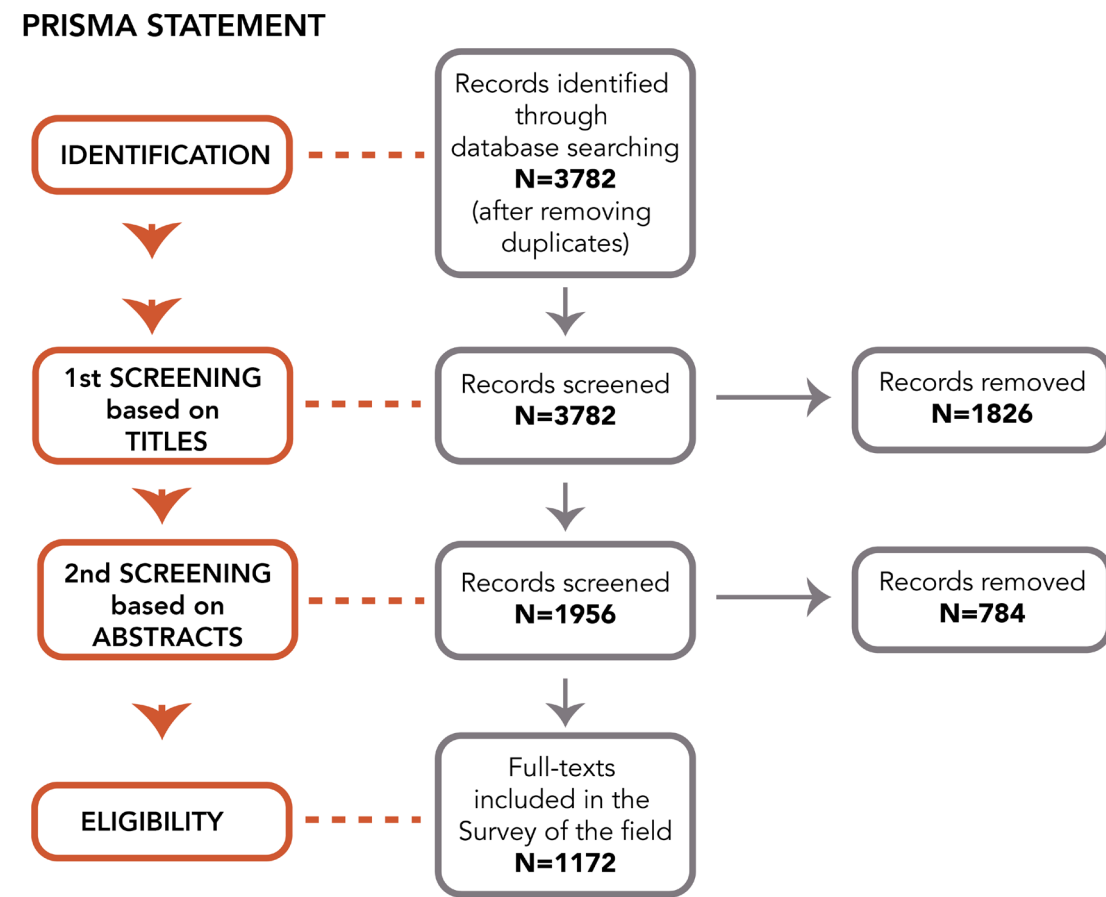 PRISMA STATEMENT
IDENTIFICATION
Records identified
through
database searching
N=3782
(after removing
duplicates)
1st SCREENING
based on
TITLES
Records screened
N=3782
Records removed
N=1826
2nd SCREENING
based on
ABSTRACTS
Records screened
N=1956
Records removed
N=784
ELIGIBILITY
Full-texts
included in the
Survey of the field
N=1172